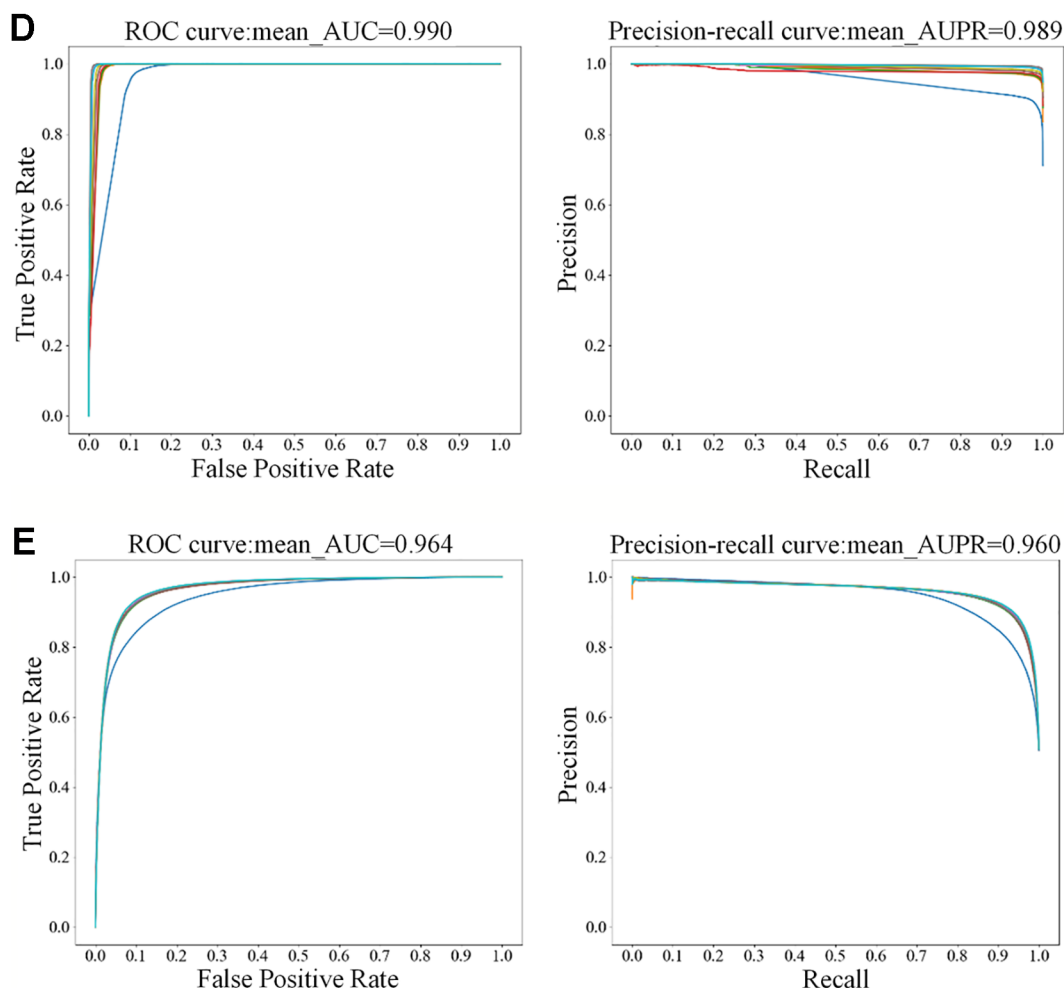 D
ROC curve:mean_AUC=0.990
1.0
0.8
0.6
0.4
0.2
0.0
True Positive Rate
0.0 0.1 0.2 0.3 0.4 0.5 0.6 0.7 0.8 0.9 1.0
False Positive Rate
Precision-recall curve:mean_AUPR=0.989
1.0
0.8
0.6
0.4
0.2
0.0
Precision
0.0 0.1 0.2 0.3 0.4 0.5 0.6 0.7 0.8 0.9 1.0
Recall
E
ROC curve:mean_AUC=0.964
1.0
0.8
0.6
0.4
0.2
0.0
True Positive Rate
0.0 0.1 0.2 0.3 0.4 0.5 0.6 0.7 0.8 0.9 1.0
False Positive Rate
Precision-recall curve:mean_AUPR=0.960
1.0
0.8
0.6
0.4
0.2
0.0
Precision
0.0 0.1 0.2 0.3 0.4 0.5 0.6 0.7 0.8 0.9 1.0
Recall